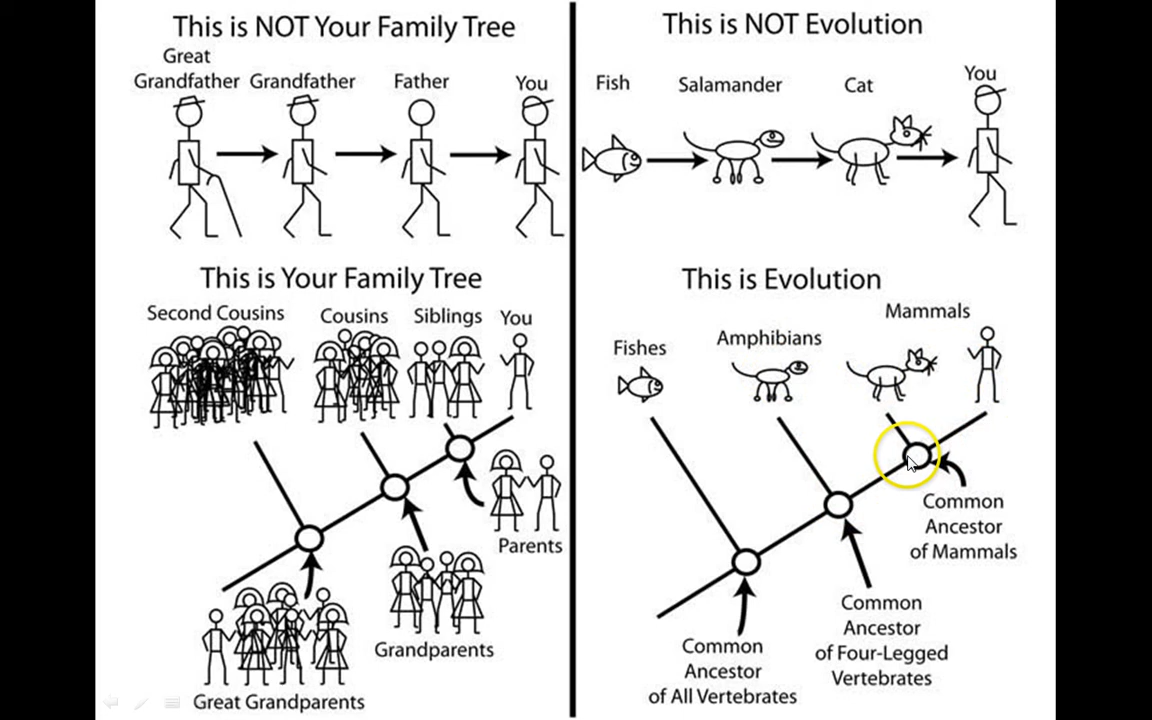 This is NOT Your Family Tree
Great
Grandfather
Grandfather
Father
You
This is Your Family Tree
Second Cousins
Cousins
Siblings
You
Parents
Grandparents
Great Grandparents
This is NOT Evolution
Fish
Salamander
Cat
You
This is Evolution
Fishes
Amphibians
Mammals
Common
Ancestor
of Mammals
Common
Ancestor
of Four-Legged
Vertebrates
Common
Ancestor
of All Vertebrates